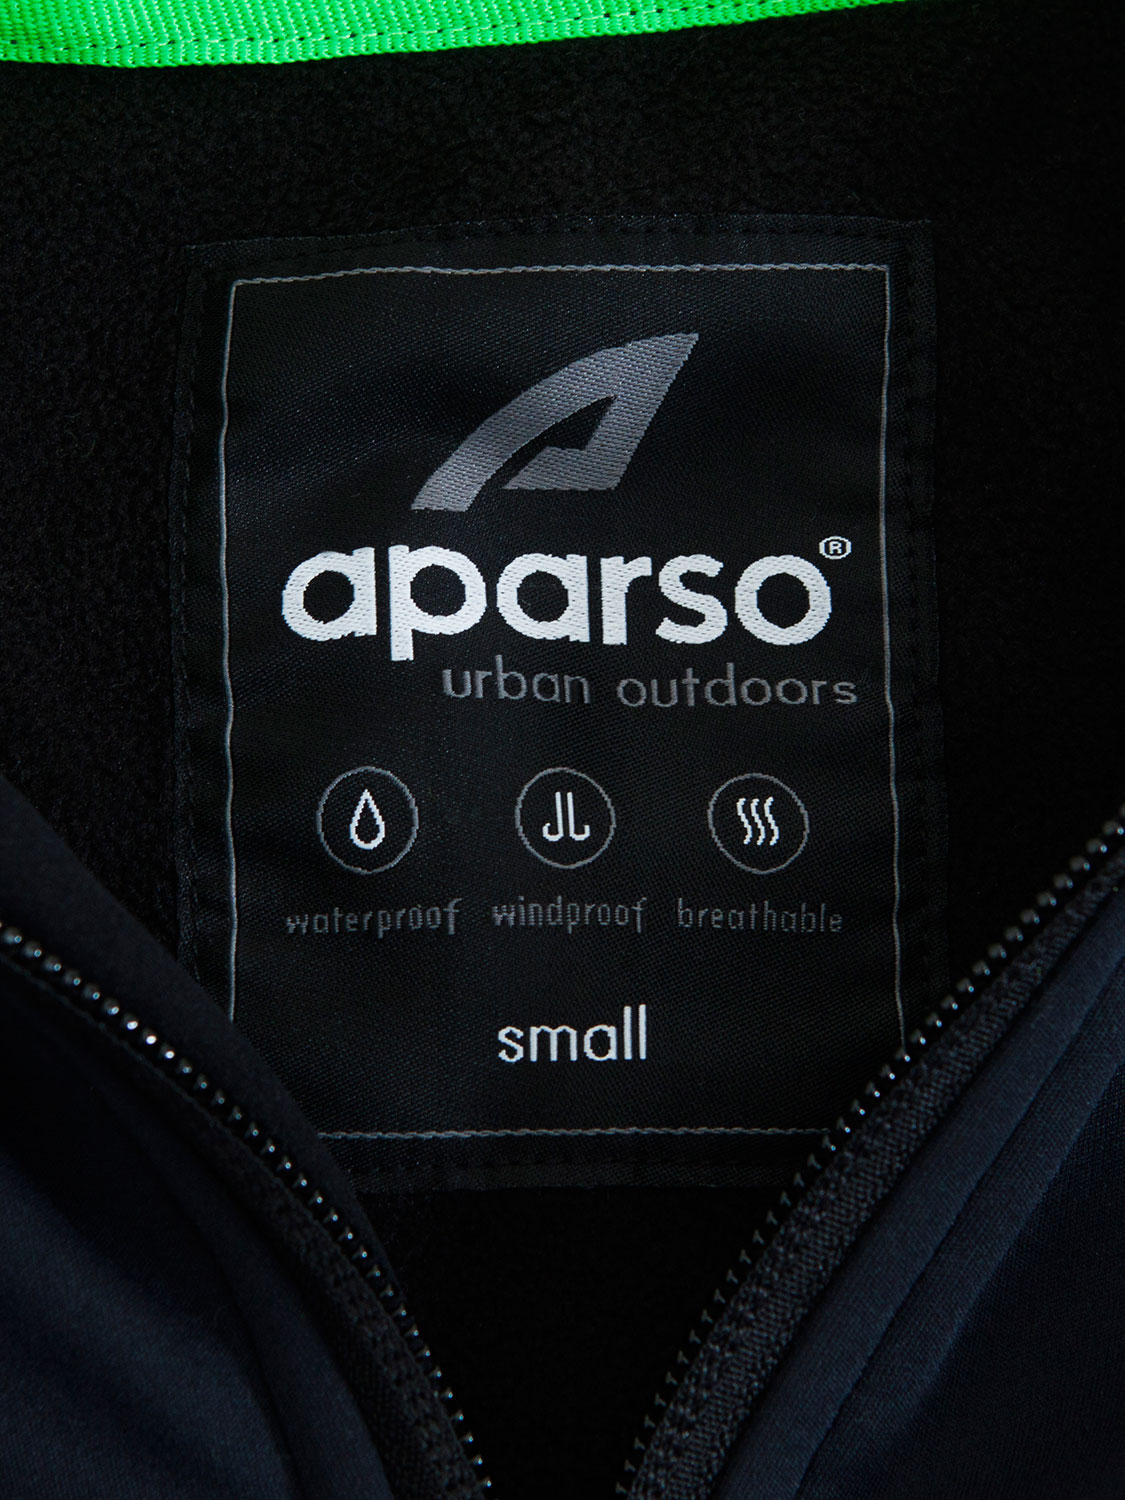 aparso®
urban outdoors
waterproof windproof breathable
small